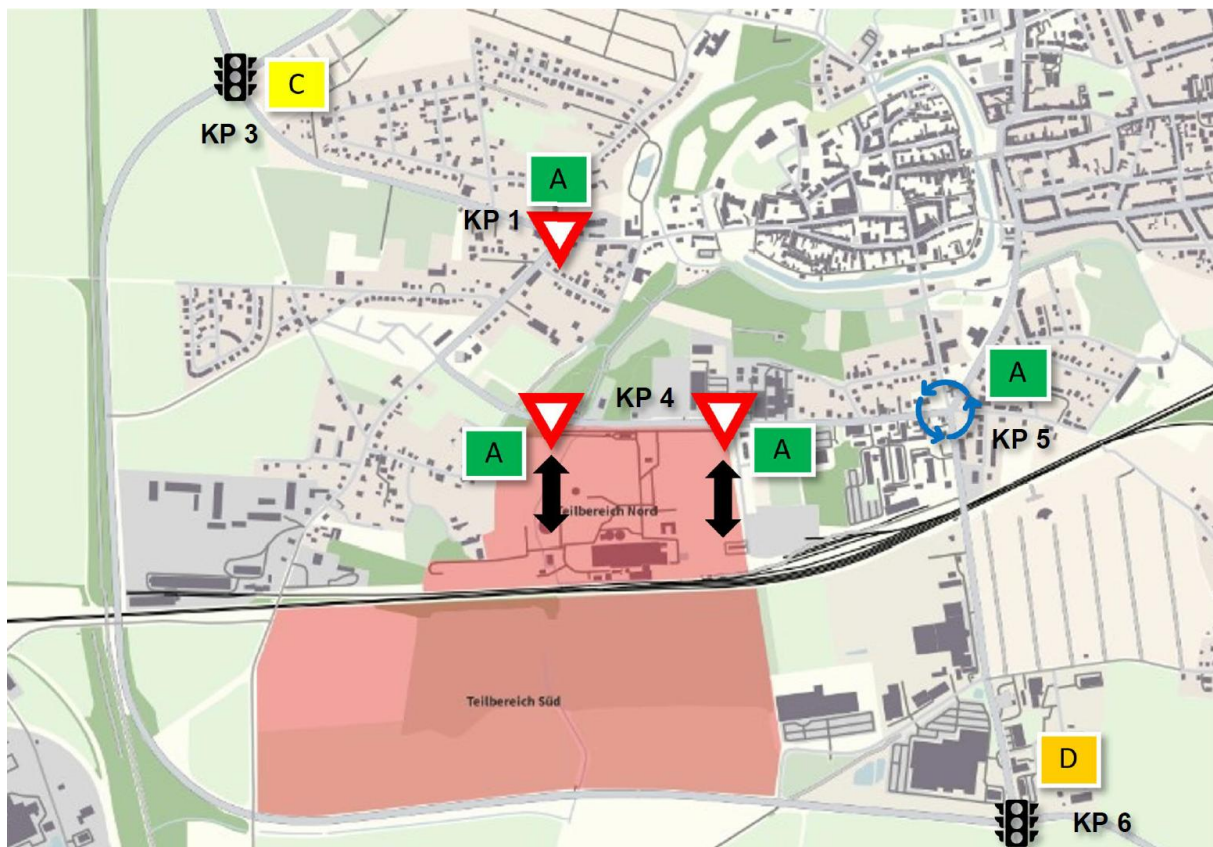 C
KP 3
A
KP 1
KP 4
A
A
A
KP 5
Teilbereich Nord
Teilbereich Süd
D
KP 6